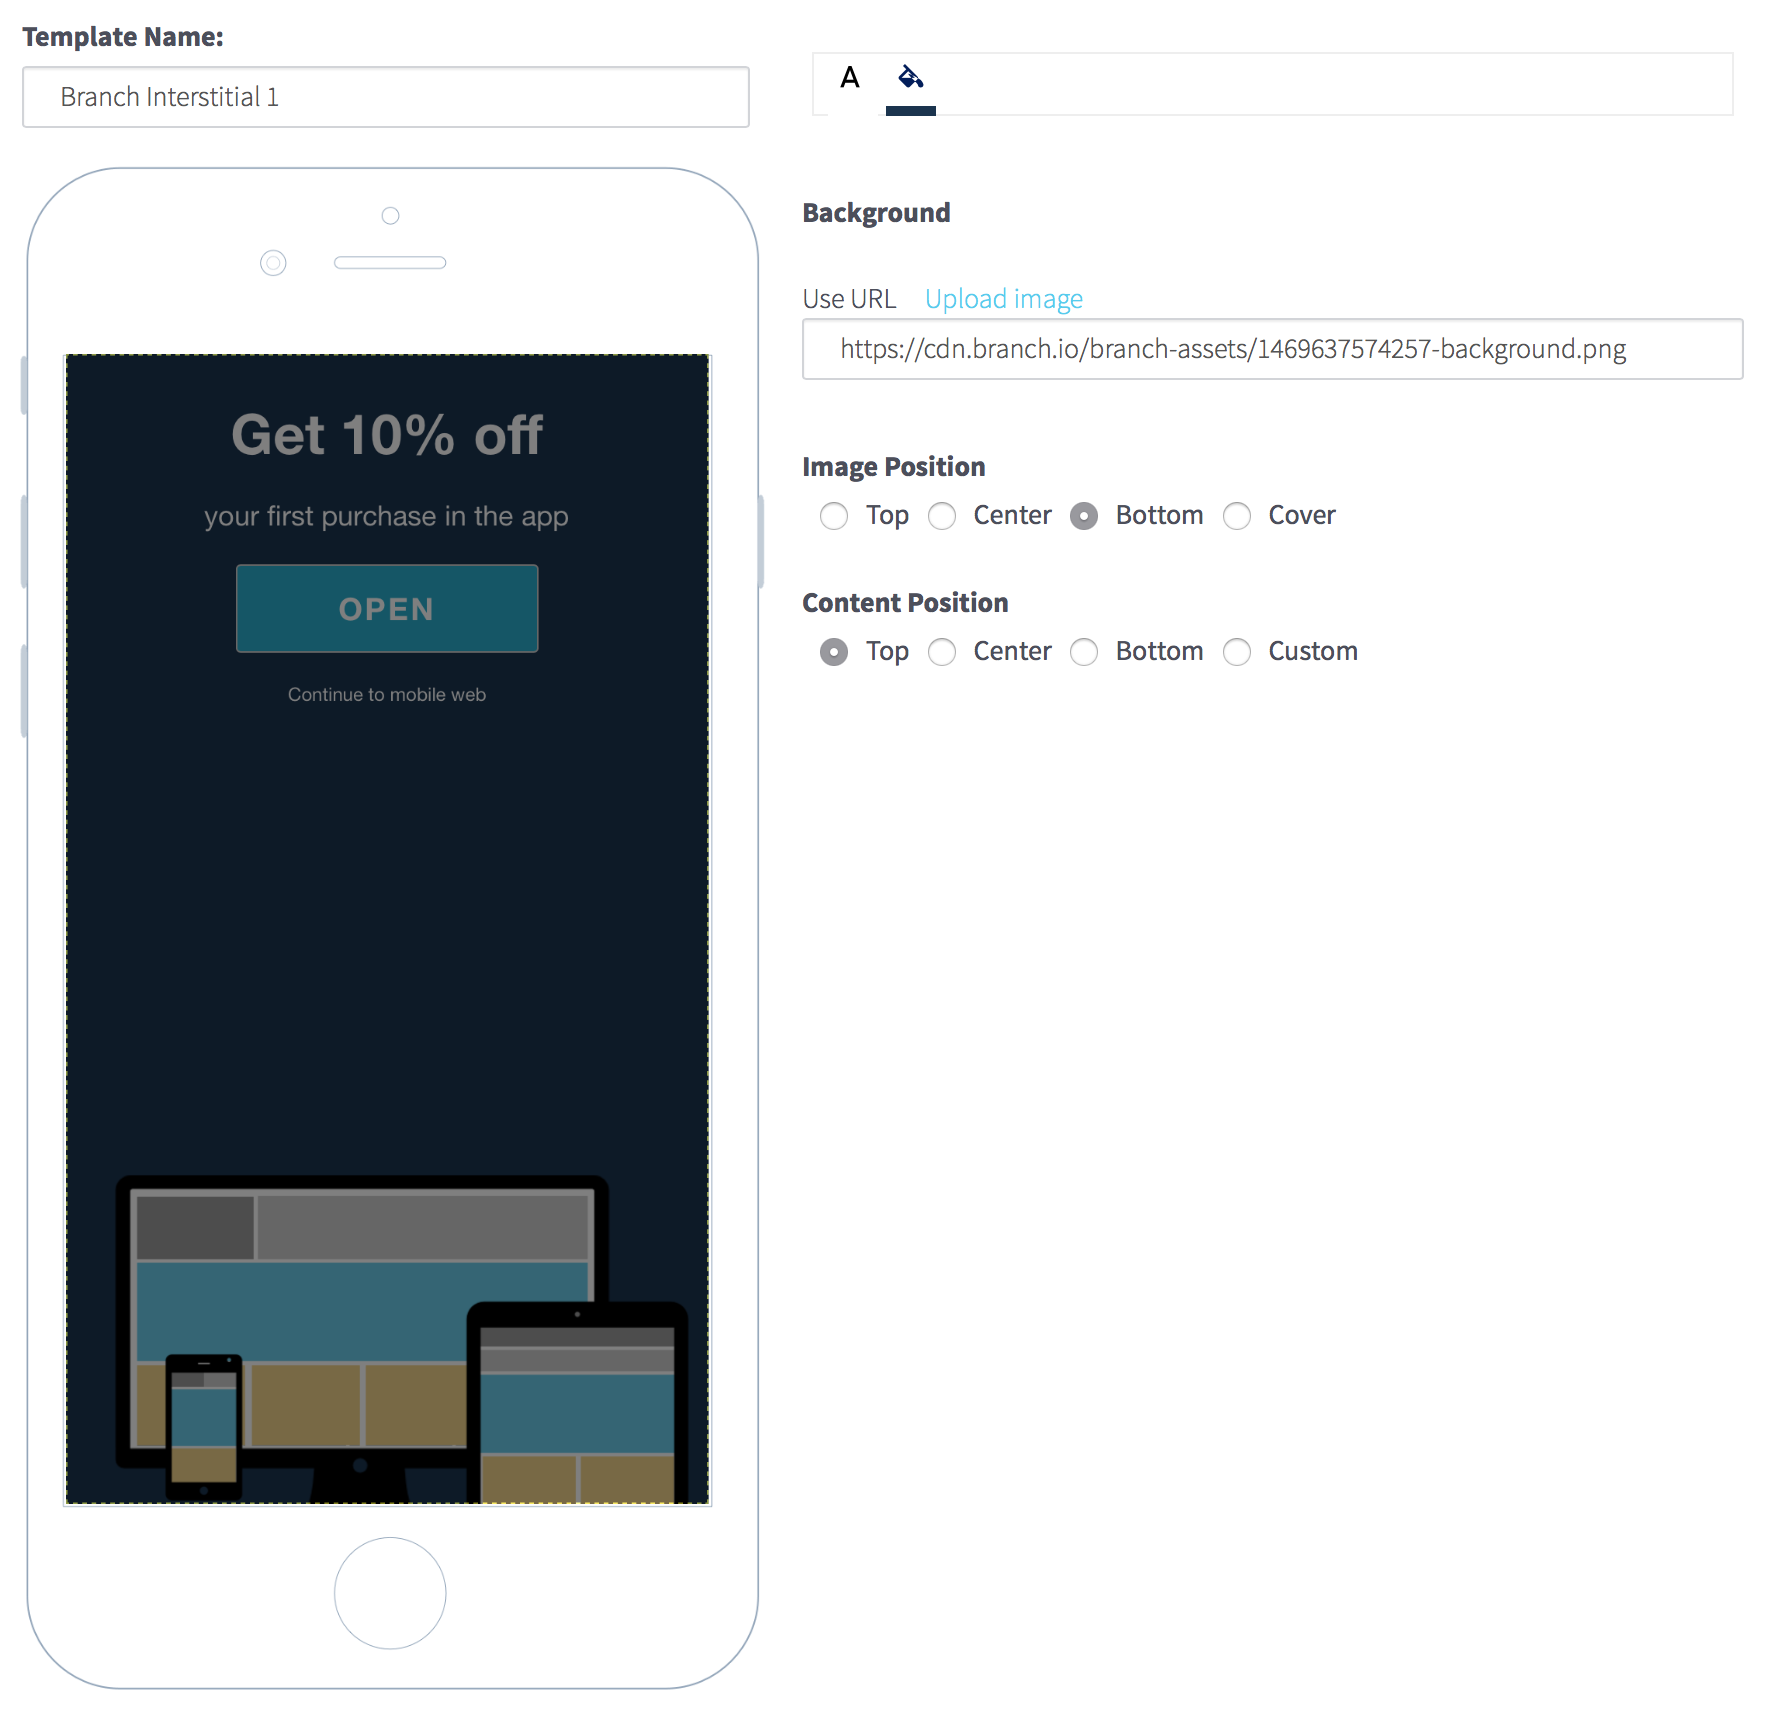 Template Name:
Branch Interstitial 1
A
Get 10% off
your first purchase in the app
OPEN
Continue to mobile web
Background
Use URL Upload image
https://cdn.branch.io/branch-assets/1469637574257-background.png
Image Position
Top Center Bottom Cover
Content Position
Top Center Bottom Custom